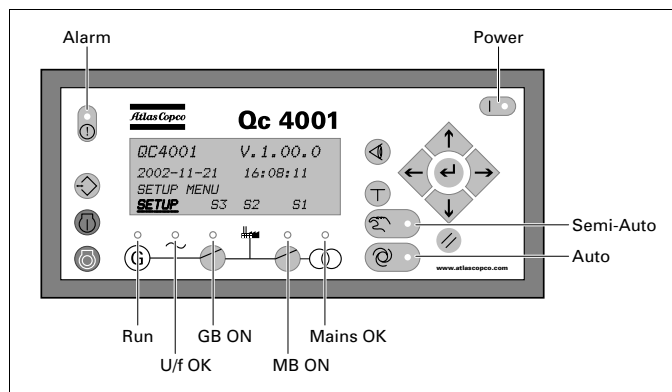 Alarm
Power
Atlas Copco
Qc 4001
QC4001 V.1.00.0
2002-11-21 16:08:11
SETUP MENU
SETUP S3 S2 S1
Semi-Auto
G
Auto
www.atlascopco.com
Run
GB ON
Mains OK
U/f OK
MB ON